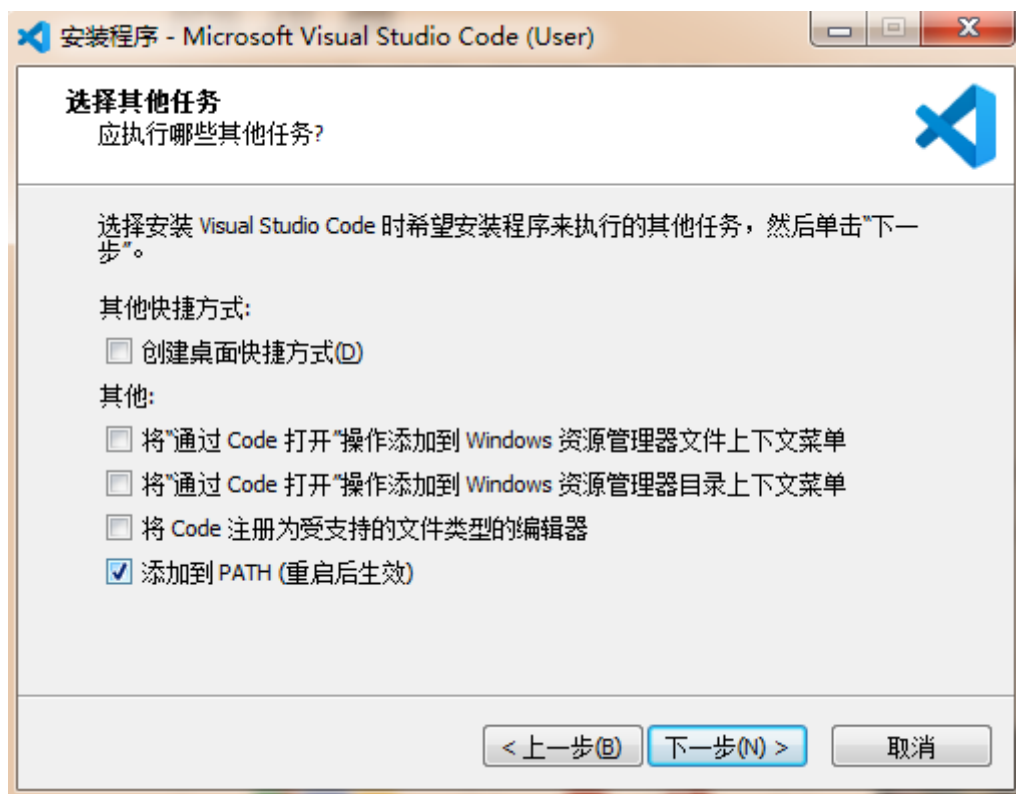 安装程序 - Microsoft Visual Studio Code (User)
选择其他任务
应执行哪些其他任务?
选择安装 Visual Studio Code 时希望安装程序来执行的其他任务，然后单击"下一
步"。
其他快捷方式:
创建桌面快捷方式(D)
其他:
将"通过 Code 打开"操作添加到 Windows 资源管理器文件上下文菜单
将"通过 Code 打开"操作添加到 Windows 资源管理器目录上下文菜单
将 Code 注册为受支持的文件类型的编辑器
添加到 PATH (重启后生效)
< 上一步(B) 下一步(N) > 取消